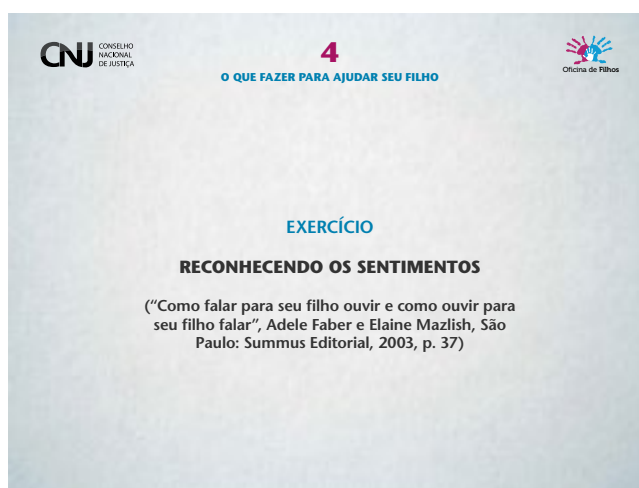 CNJ
CONSELHO
NACIONAL
DE JUSTIÇA
4
O QUE FAZER PARA AJUDAR SEU FILHO
Oficina de Filhos
EXERCÍCIO
RECONHECENDO OS SENTIMENTOS
(“Como falar para seu filho ouvir e como ouvir para
seu filho falar”, Adele Faber e Elaine Mazlish, São
Paulo: Summus Editorial, 2003, p. 37)